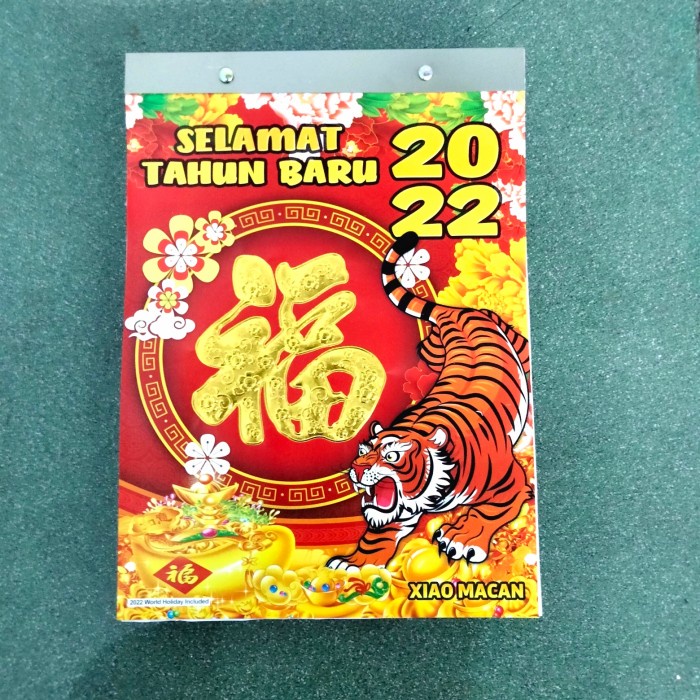 SELAMAT
TAHUN BARU
20
22
福
福
XIAO MACAN
2022 World Holiday Included